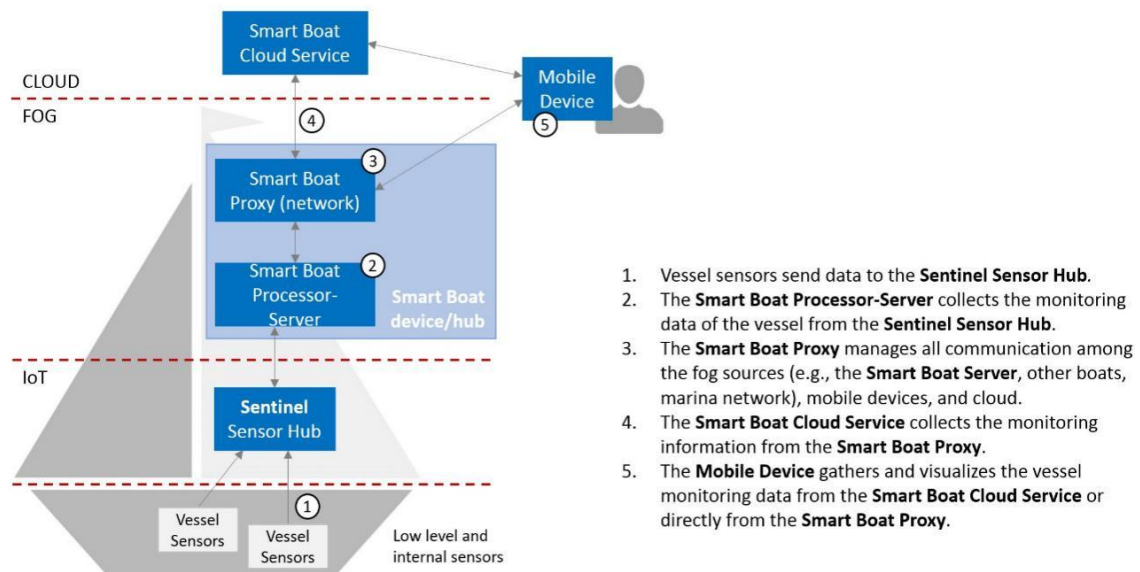 Smart Boat
Cloud Service
Mobile
Device
CLOUD
FOG
4
5
3
Smart Boat
Proxy (network)
2
Smart Boat
Processor-
Server
Smart Boat
device/hub
IoT
Sentinel
Sensor Hub
1
Vessel
Sensors
Vessel
Sensors
Low level and
internal sensors
1. Vessel sensors send data to the Sentinel Sensor Hub.
2. The Smart Boat Processor-Server collects the monitoring
data of the vessel from the Sentinel Sensor Hub.
3. The Smart Boat Proxy manages all communication among
the fog sources (e.g., the Smart Boat Server, other boats,
marina network), mobile devices, and cloud.
4. The Smart Boat Cloud Service collects the monitoring
information from the Smart Boat Proxy.
5. The Mobile Device gathers and visualizes the vessel
monitoring data from the Smart Boat Cloud Service or
directly from the Smart Boat Proxy.